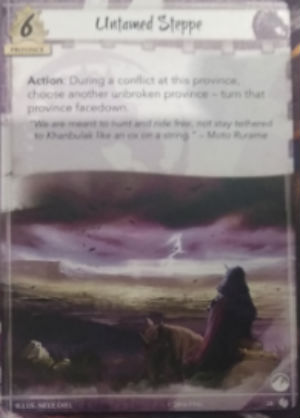 6
Untamed Steppe
PROVINCE
Action: During a conflict at this province,
choose another unbroken province – turn that
province facedown.
"We are meant to hunt and ride free, not stay tethered
to Khanbulak like an ox on a string." – Moto Rurame